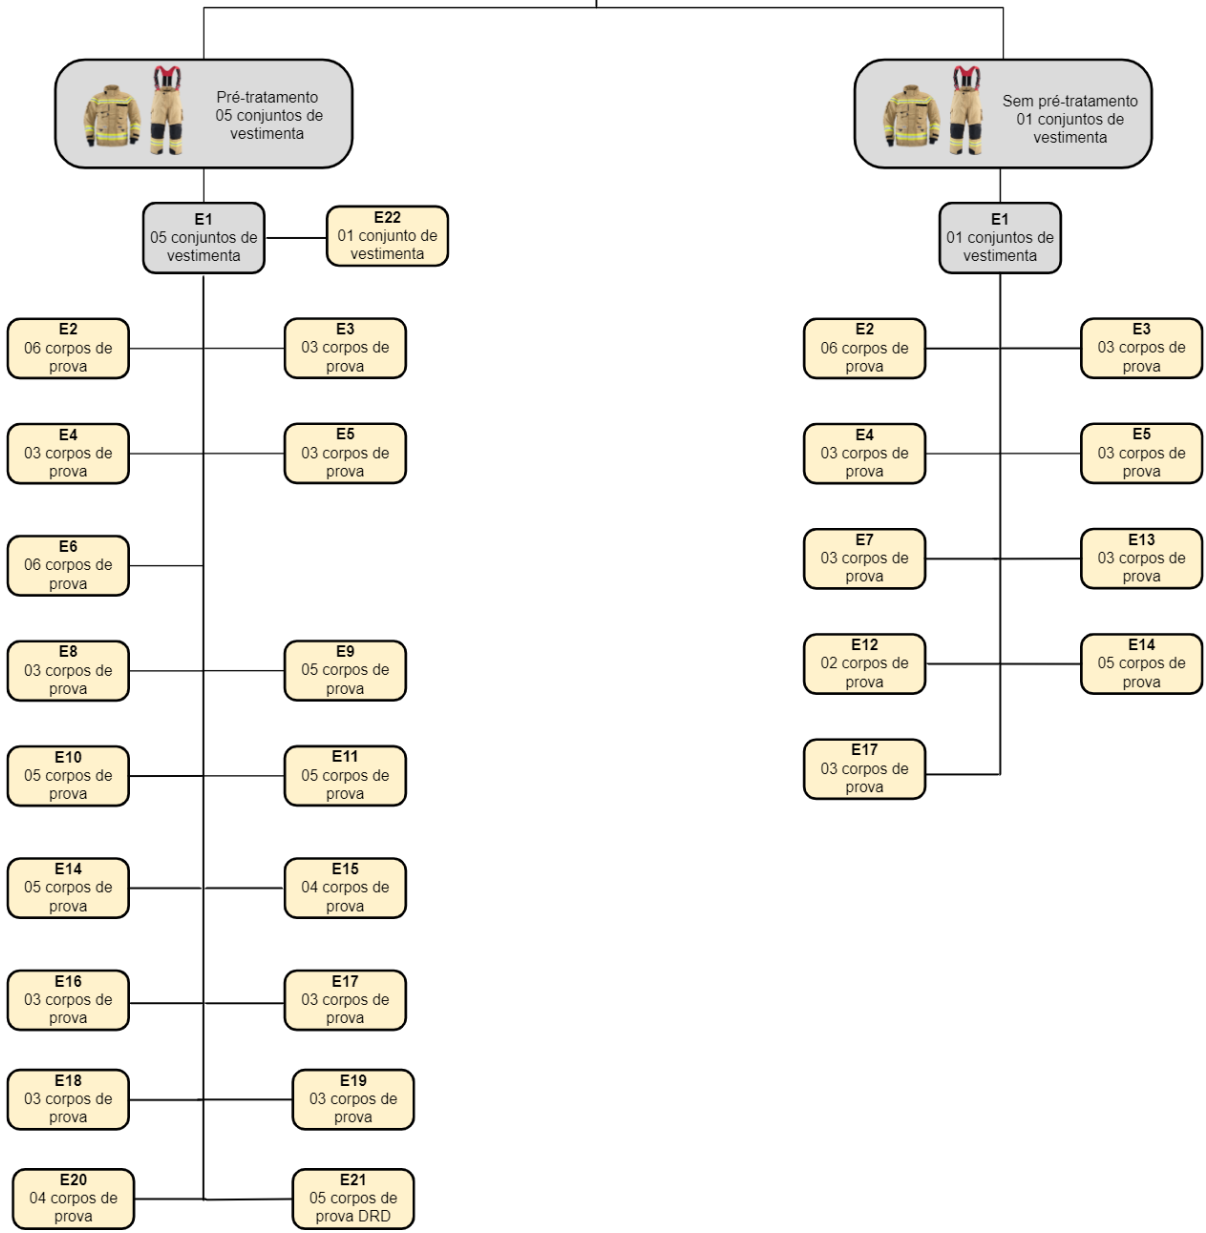 Pré-tratamento
05 conjuntos de
vestimenta
Sem pré-tratamento
01 conjuntos de
vestimenta
E1
05 conjuntos de
vestimenta
E22
01 conjunto de
vestimenta
E1
01 conjuntos de
vestimenta
E2
06 corpos de
prova
E3
03 corpos de
prova
E2
06 corpos de
prova
E3
03 corpos de
prova
E4
03 corpos de
prova
E5
03 corpos de
prova
E4
03 corpos de
prova
E5
03 corpos de
prova
E6
06 corpos de
prova
E7
03 corpos de
prova
E13
03 corpos de
prova
E8
03 corpos de
prova
E9
05 corpos de
prova
E12
02 corpos de
prova
E14
05 corpos de
prova
E10
05 corpos de
prova
E11
05 corpos de
prova
E17
03 corpos de
prova
E14
05 corpos de
prova
E15
04 corpos de
prova
E16
03 corpos de
prova
E17
03 corpos de
prova
E18
03 corpos de
prova
E19
03 corpos de
prova
E20
04 corpos de
prova
E21
05 corpos de
prova DRD